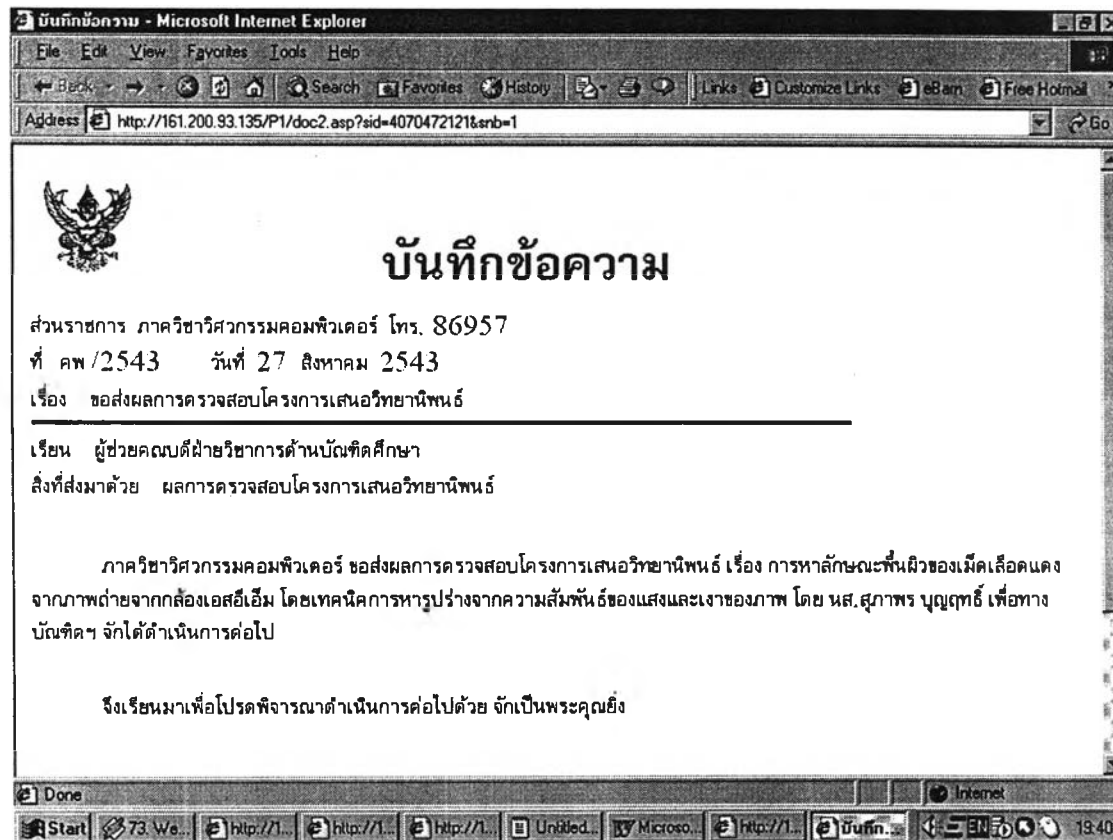 บันทึกข้อความ - Microsoft Internet Explorer
File Edit View Favorites Tools Help
Back Search Favorites History Links Customize Links eBam Free Hotmail
Address http://161.200.93.135/P1/doc2.asp?sid=4070472121&snb=1 Go
บันทึกข้อความ
ส่วนราชการ ภาควิชาวิศวกรรมคอมพิวเตอร์ โทร. 86957
ที่ คพ /2543 วันที่ 27 สิงหาคม 2543
เรื่อง ขอส่งผลการตรวจสอบโครงการเสนอวิทยานิพนธ์
เรียน ผู้ช่วยคณบดีฝ่ายวิชาการด้านบัณฑิตศึกษา
สิ่งที่ส่งมาด้วย ผลการตรวจสอบโครงการเสนอวิทยานิพนธ์
ภาควิชาวิศวกรรมคอมพิวเตอร์ ขอส่งผลการตรวจสอบโครงการเสนอวิทยานิพนธ์ เรื่อง การหาลักษณะพื้นผิวของเม็ดเลือดแดง
จากภาพถ่ายจากกล้องเอสอีเอ็ม โดยเทคนิคการหารูปร่างจากความสัมพันธ์ของแสงและเงาของภาพ โดย นส.สุภาพร บุญฤทธิ์ เพื่อทาง
บัณฑิตฯ จักได้ดำเนินการต่อไป
จึงเรียนมาเพื่อโปรดพิจารณาดำเนินการต่อไปด้วย จักเป็นพระคุณยิ่ง
Done Internet
Start 73. We... http://1... http://1... http://1... Untitled... Microso... http://1... บันทึก... EN